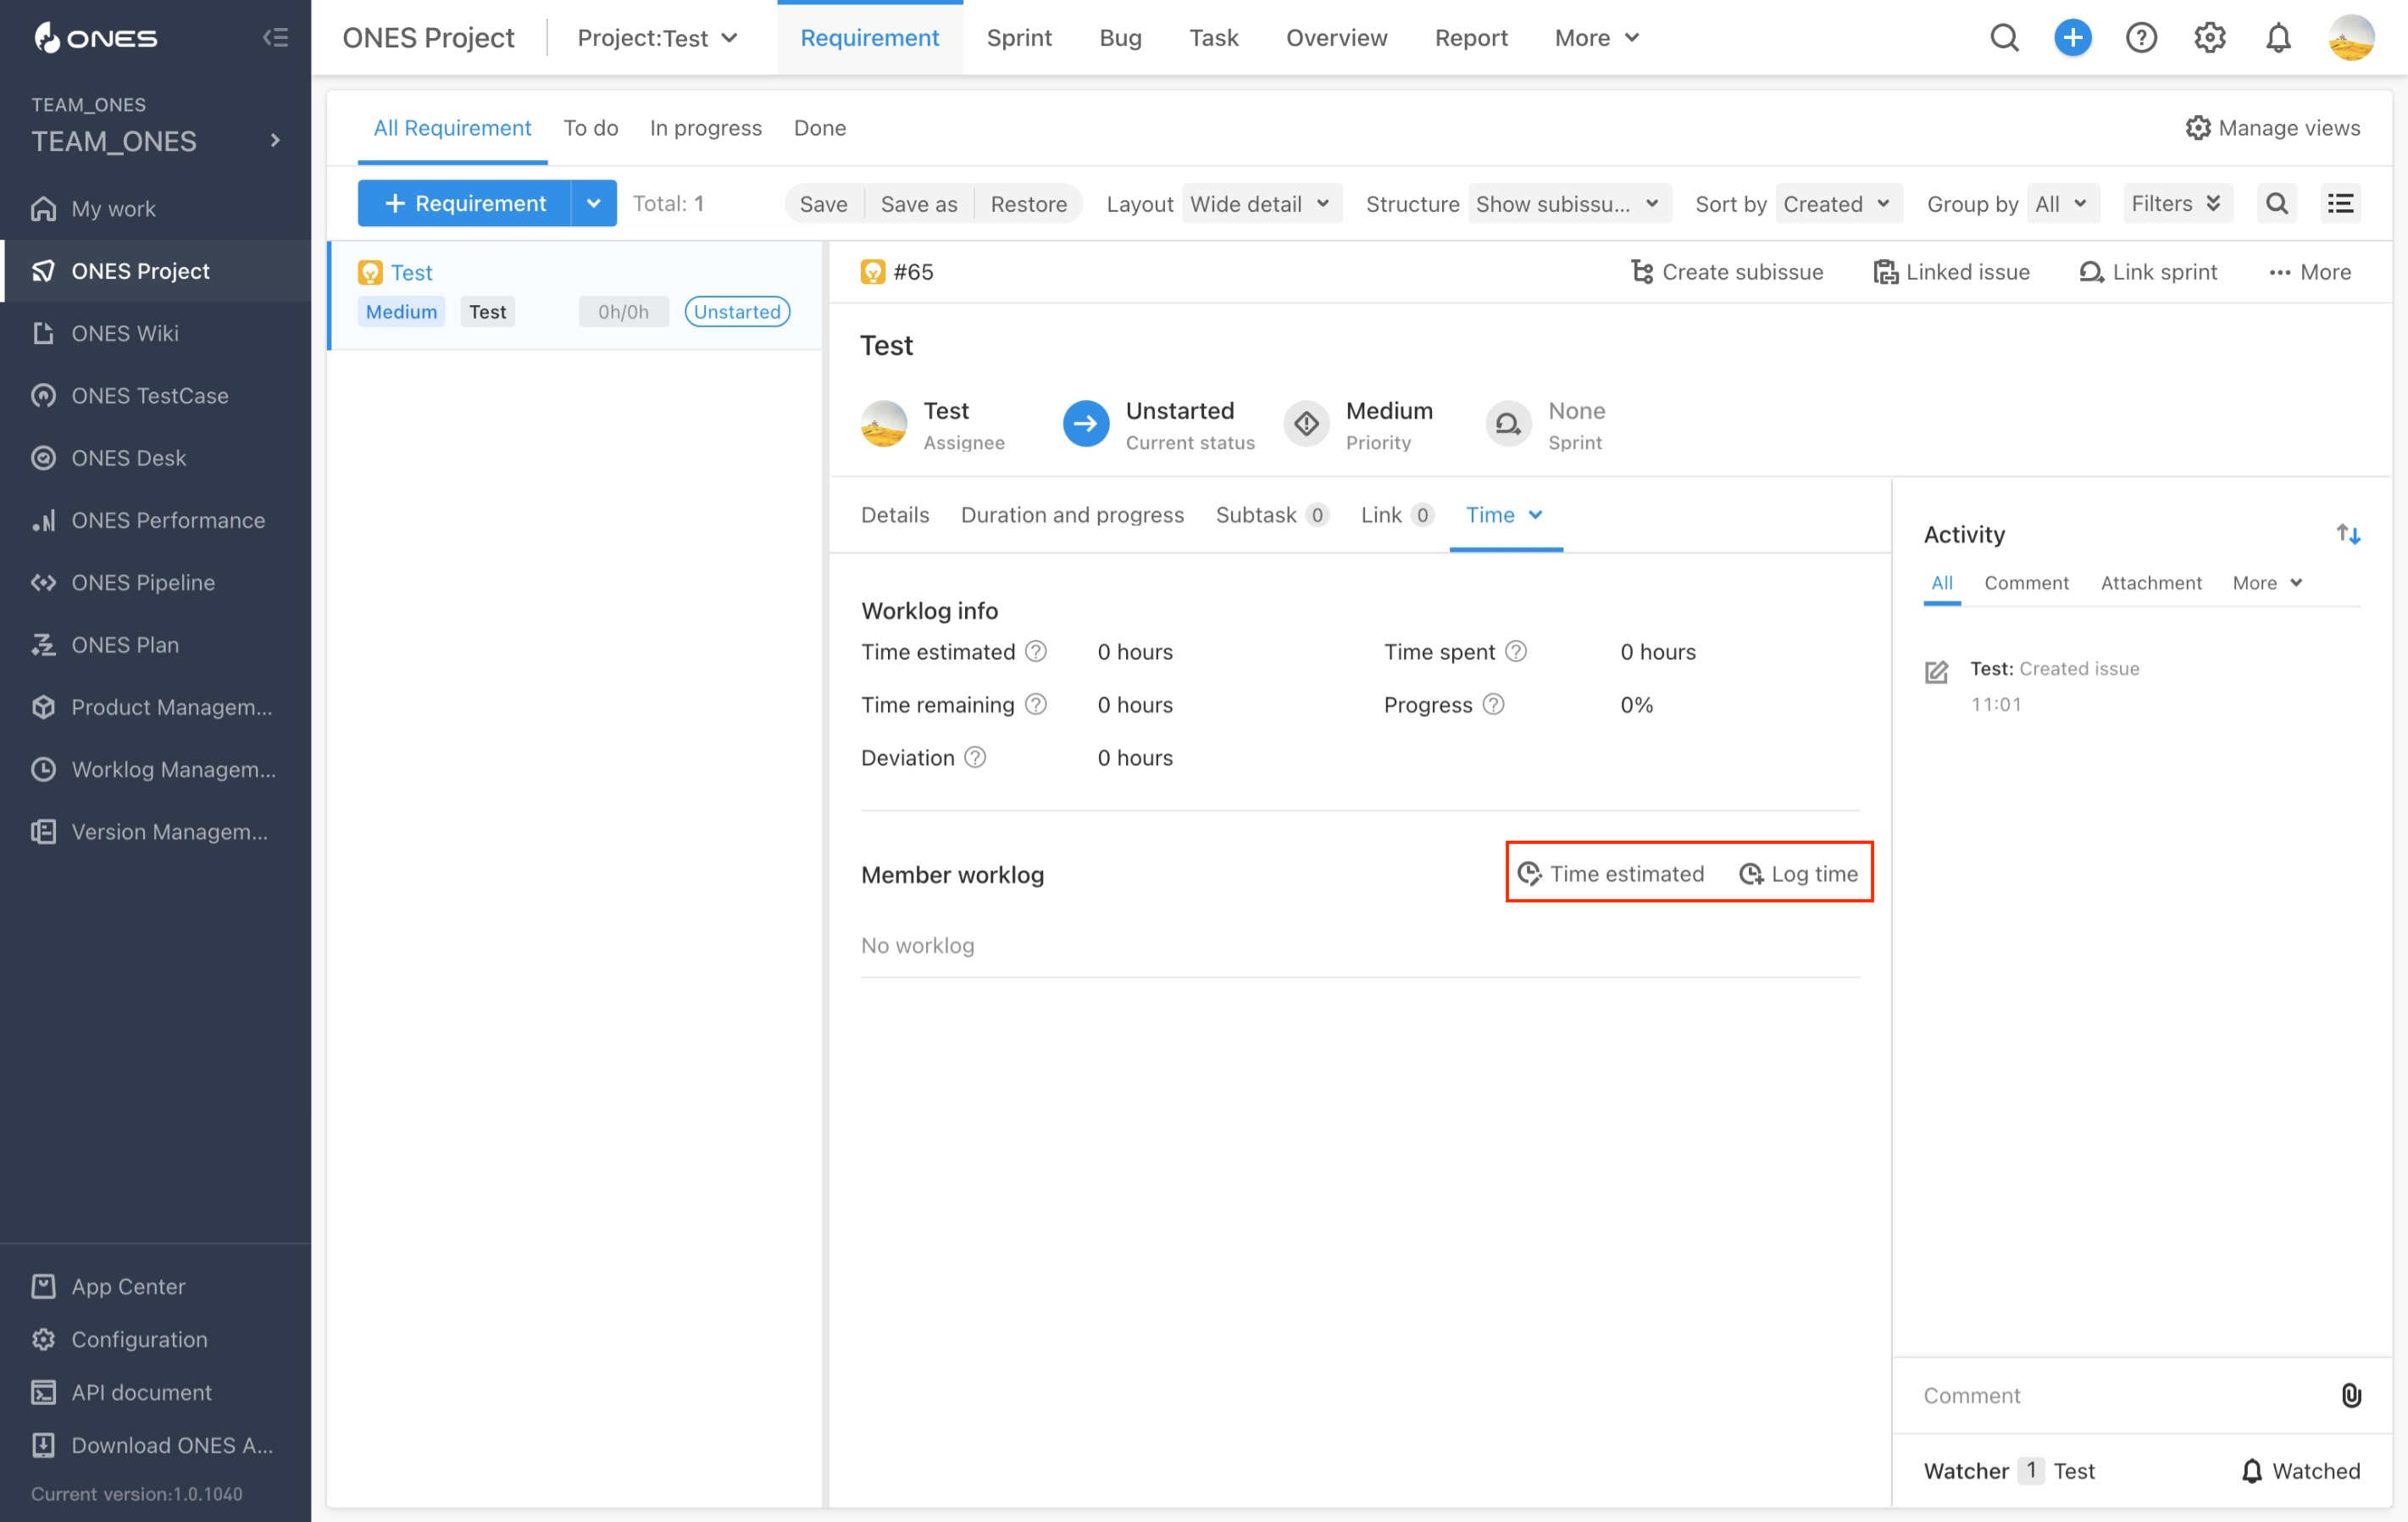 ONES
TEAM_ONES
TEAM_ONES
My work
ONES Project
ONES Wiki
ONES TestCase
ONES Desk
ONES Performance
ONES Pipeline
ONES Plan
Product Managem...
Worklog Managem...
Version Managem...
App Center
Configuration
API document
Download ONES A...
Current version:1.0.1040
ONES Project Project:Test Requirement Sprint Bug Task Overview Report More
All Requirement To do In progress Done Manage views
+ Requirement Total: 1 Save Save as Restore Layout Wide detail Structure Show subissu... Sort by Created Group by All Filters
Test
Medium Test 0h/0h Unstarted
#65 Create subissue Linked issue Link sprint ... More
Test
Test Unstarted Medium None
Assignee Current status Priority Sprint
Details Duration and progress Subtask 0 Link 0 Time
Worklog info
Time estimated ? 0 hours Time spent ? 0 hours
Time remaining ? 0 hours Progress ? 0%
Deviation ? 0 hours
Member worklog Time estimated Log time
No worklog
Activity
All Comment Attachment More
Test: Created issue
11:01
Comment
Watcher 1 Test Watched